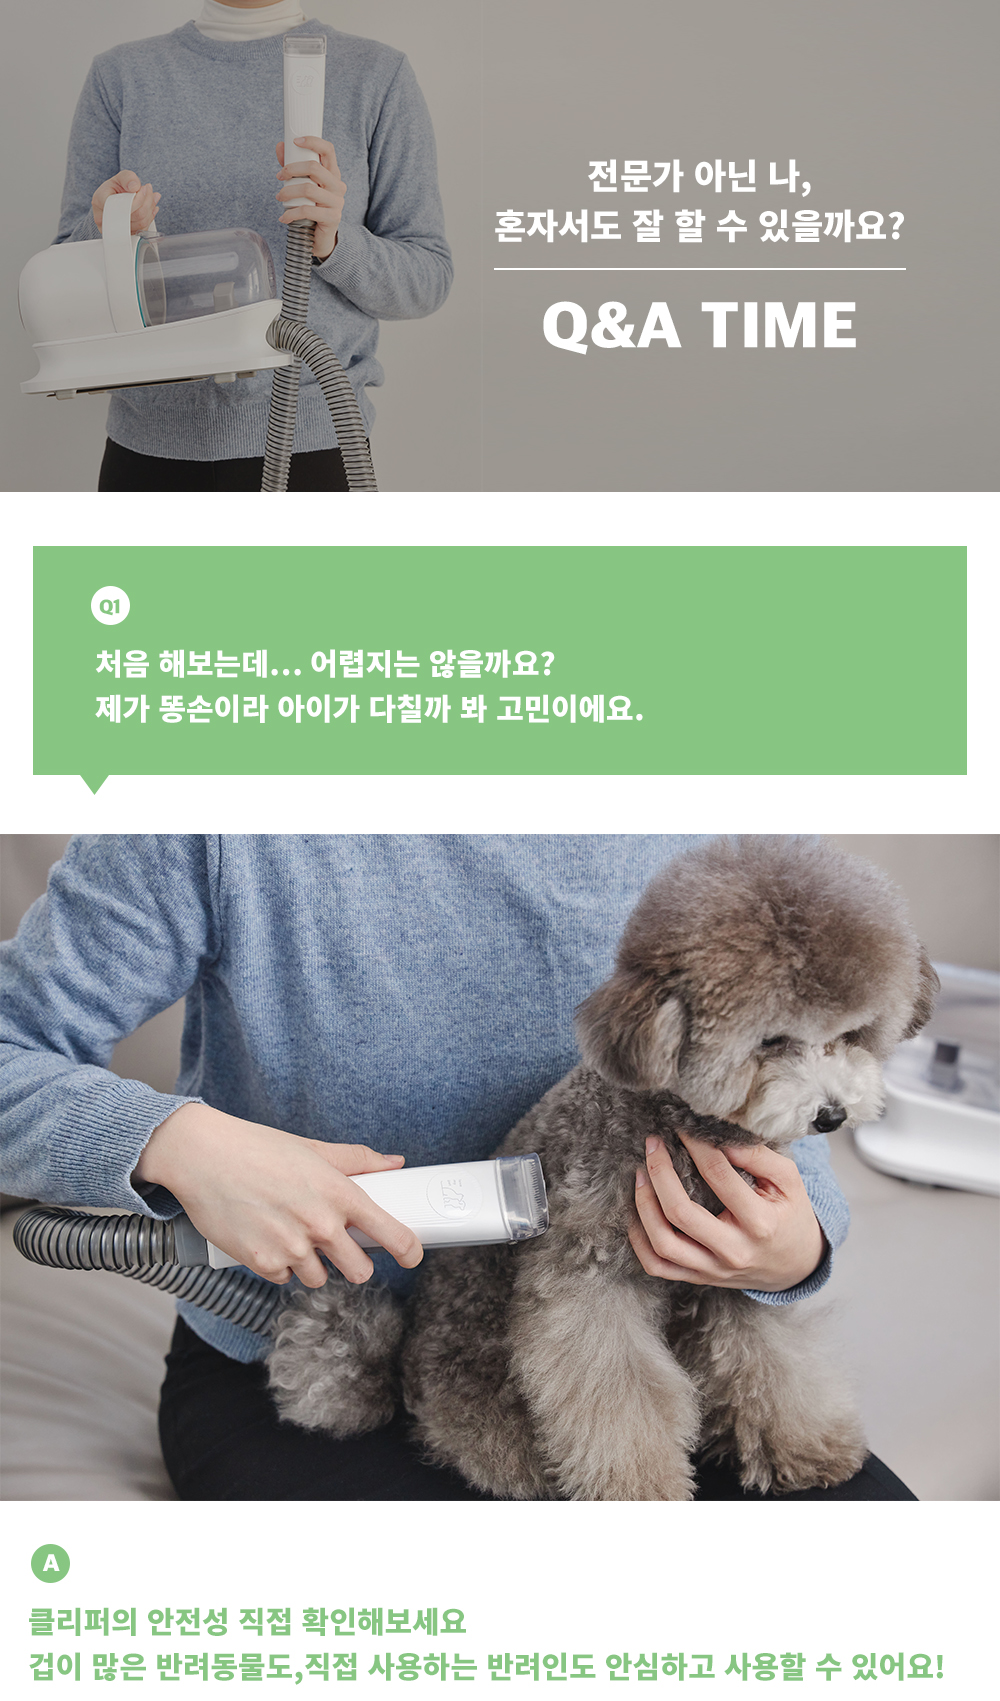 전문가 아닌 나,
혼자서도 잘 할 수 있을까요?
Q&A TIME
Q1
처음 해보는데... 어렵지는 않을까요?
제가 똥손이라 아이가 다칠까 봐 고민이에요.
A
클리퍼의 안전성 직접 확인해보세요
겁이 많은 반려동물도,직접 사용하는 반려인도 안심하고 사용할 수 있어요!